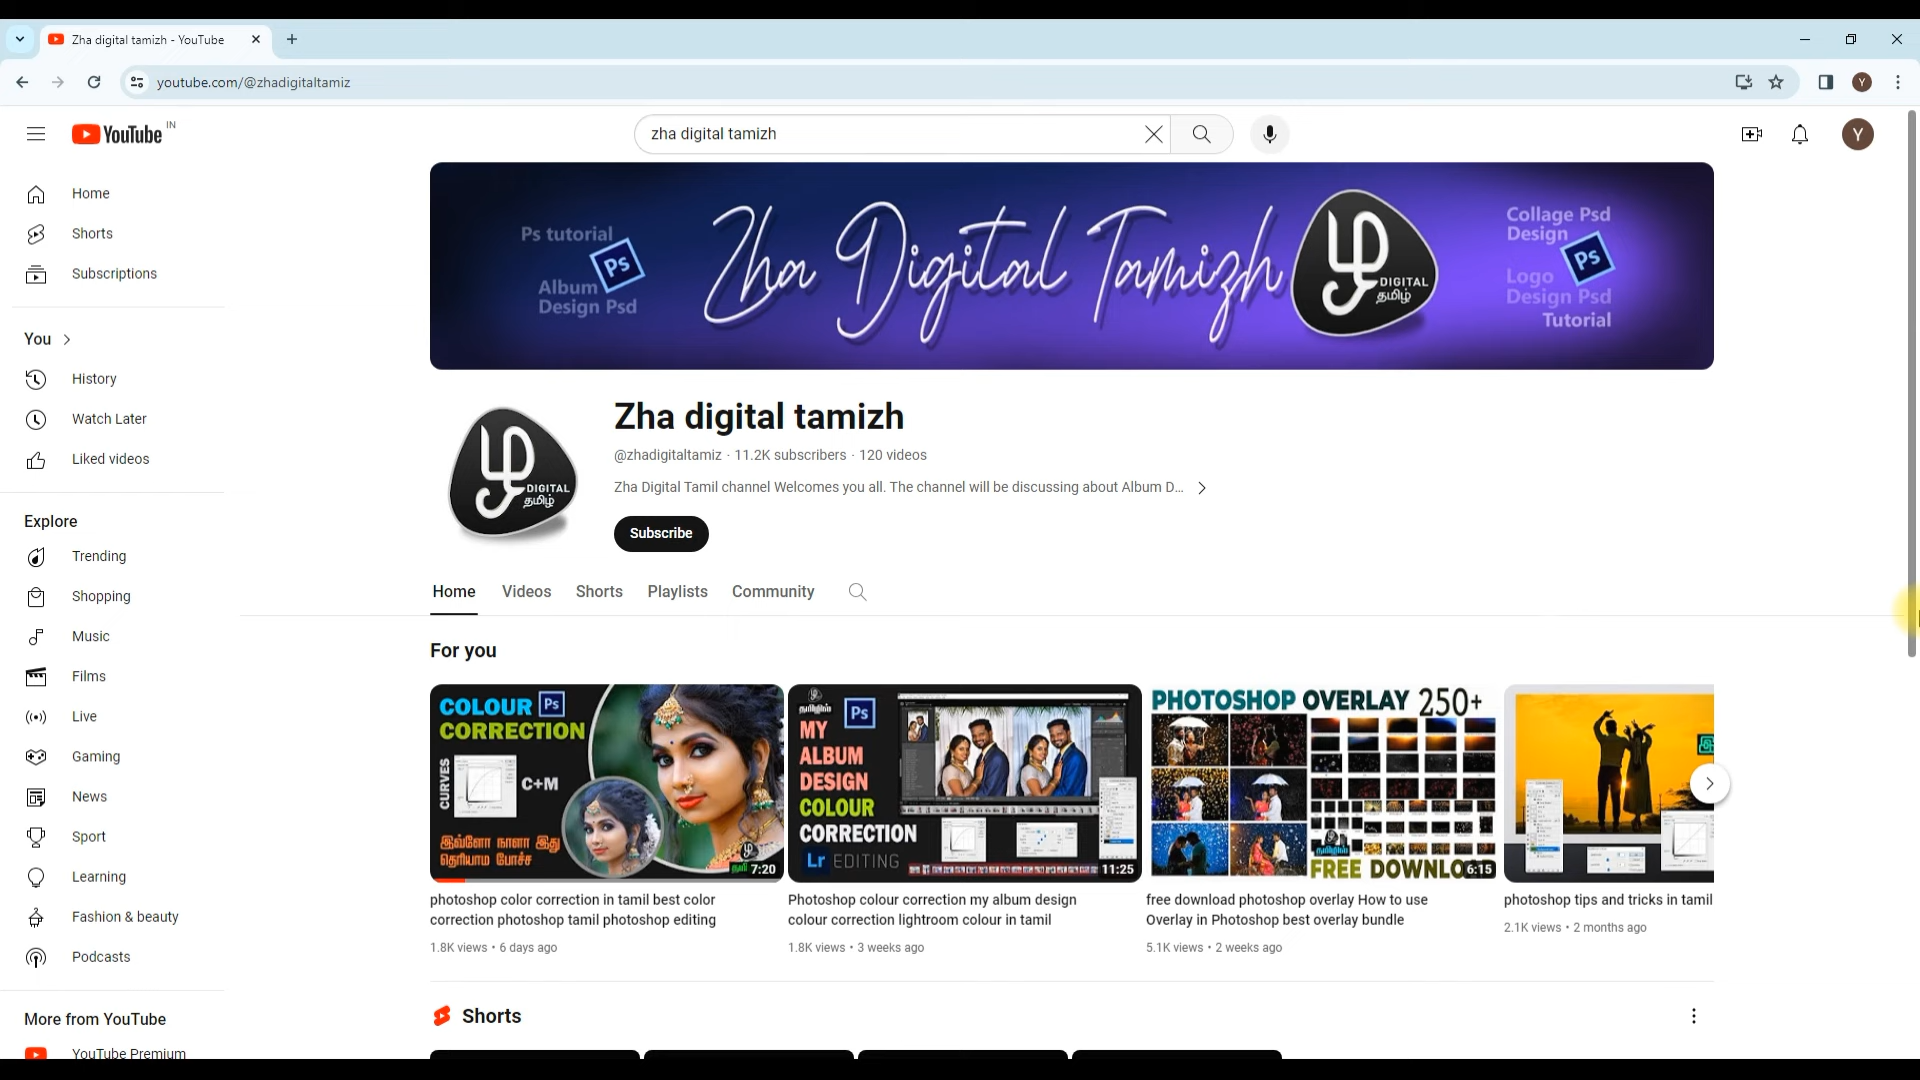 Zha digital tamizh - YouTube
youtube.com/@zhadigitaltamiz
YouTube IN
zha digital tamizh
Y
Home
Shorts
Subscriptions
You
History
Watch Later
Liked videos
Explore
Trending
Shopping
Music
Films
Live
Gaming
News
Sport
Learning
Fashion & beauty
Podcasts
More from YouTube
YouTube Premium
Ps tutorial
Ps
Album
Design Psd
Zha Digital Tamizh
ழ
DIGITAL
தமிழ்
Collage Psd
Design
Ps
Logo
Design Psd
Tutorial
ழ
DIGITAL
தமிழ்
Zha digital tamizh
@zhadigitaltamiz · 11.2K subscribers · 120 videos
Zha Digital Tamil channel Welcomes you all. The channel will be discussing about Album D...
Subscribe
Home Videos Shorts Playlists Community
For you
COLOUR Ps
CORRECTION
CURVES
C+M
இவ்ளோ நாளா இது
தெரியாம போச்சே
7:20
தமிழில்
Ps
MY
ALBUM
DESIGN
COLOUR
CORRECTION
Lr EDITING
11:25
PHOTOSHOP OVERLAY 250+
FREE DOWNLO
6:15
photoshop color correction in tamil best color
correction photoshop tamil photoshop editing
1.8K views • 6 days ago
Photoshop colour correction my album design
colour correction lightroom colour in tamil
1.8K views • 3 weeks ago
free download photoshop overlay How to use
Overlay in Photoshop best overlay bundle
5.1K views • 2 weeks ago
photoshop tips and tricks in tamil
2.1K views • 2 months ago
Shorts